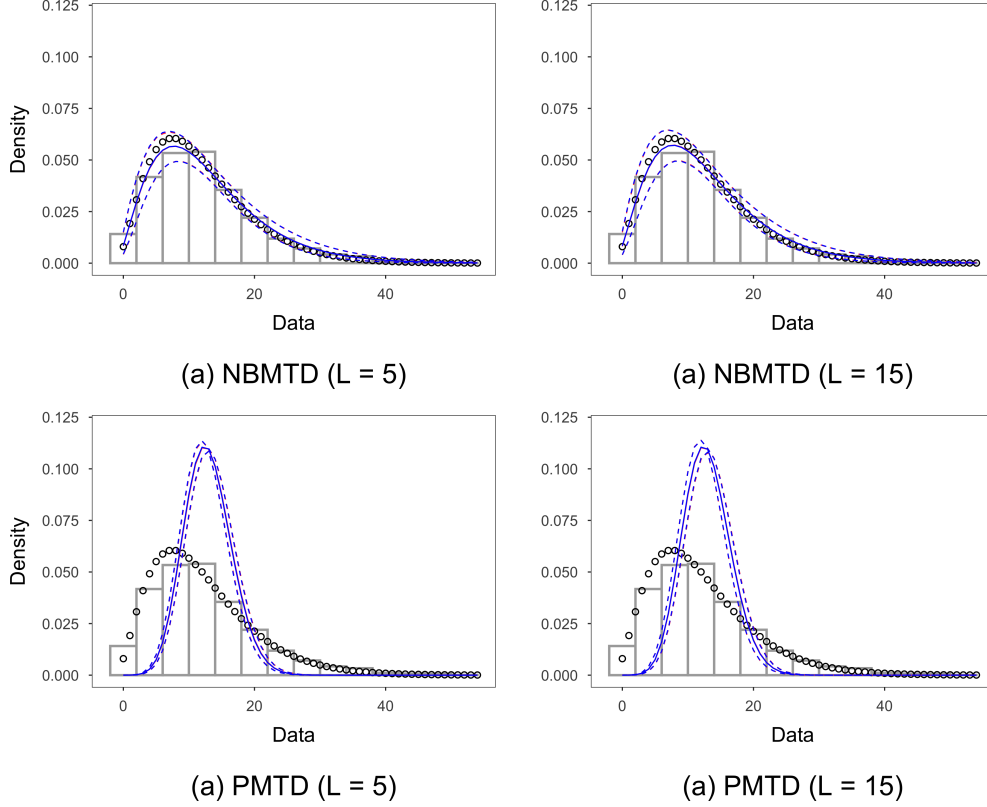 0.125
0.100
0.075
0.050
0.025
0.000
Density
0 20 40
Data
(a) NBMTD (L = 5)
0.125
0.100
0.075
0.050
0.025
0.000
0 20 40
Data
(a) NBMTD (L = 15)
0.125
0.100
0.075
0.050
0.025
0.000
Density
0 20 40
Data
(a) PMTD (L = 5)
0.125
0.100
0.075
0.050
0.025
0.000
0 20 40
Data
(a) PMTD (L = 15)